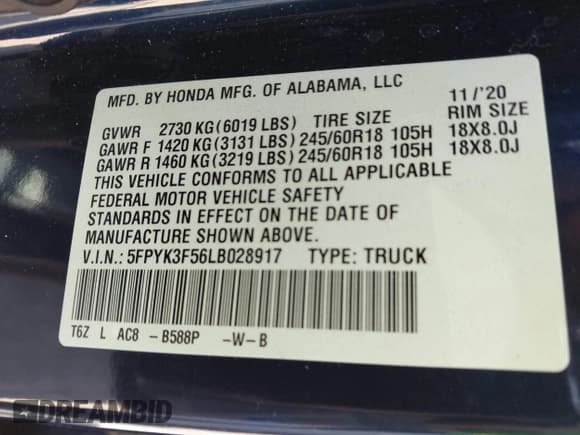 MFD. BY HONDA MFG. OF ALABAMA, LLC 11/'20
GVWR 2730 KG(6019 LBS) TIRE SIZE RIM SIZE
GAWR F 1420 KG(3131 LBS) 245/60R18 105H 18X8.0J
GAWR R 1460 KG(3219 LBS) 245/60R18 105H 18X8.0J
THIS VEHICLE CONFORMS TO ALL APPLICABLE
FEDERAL MOTOR VEHICLE SAFETY
STANDARDS IN EFFECT ON THE DATE OF
MANUFACTURE SHOWN ABOVE.
V.I.N.: 5FPYK3F56LB028917 TYPE: TRUCK
T6Z L AC8 -B588P -W-B
DREAMBID